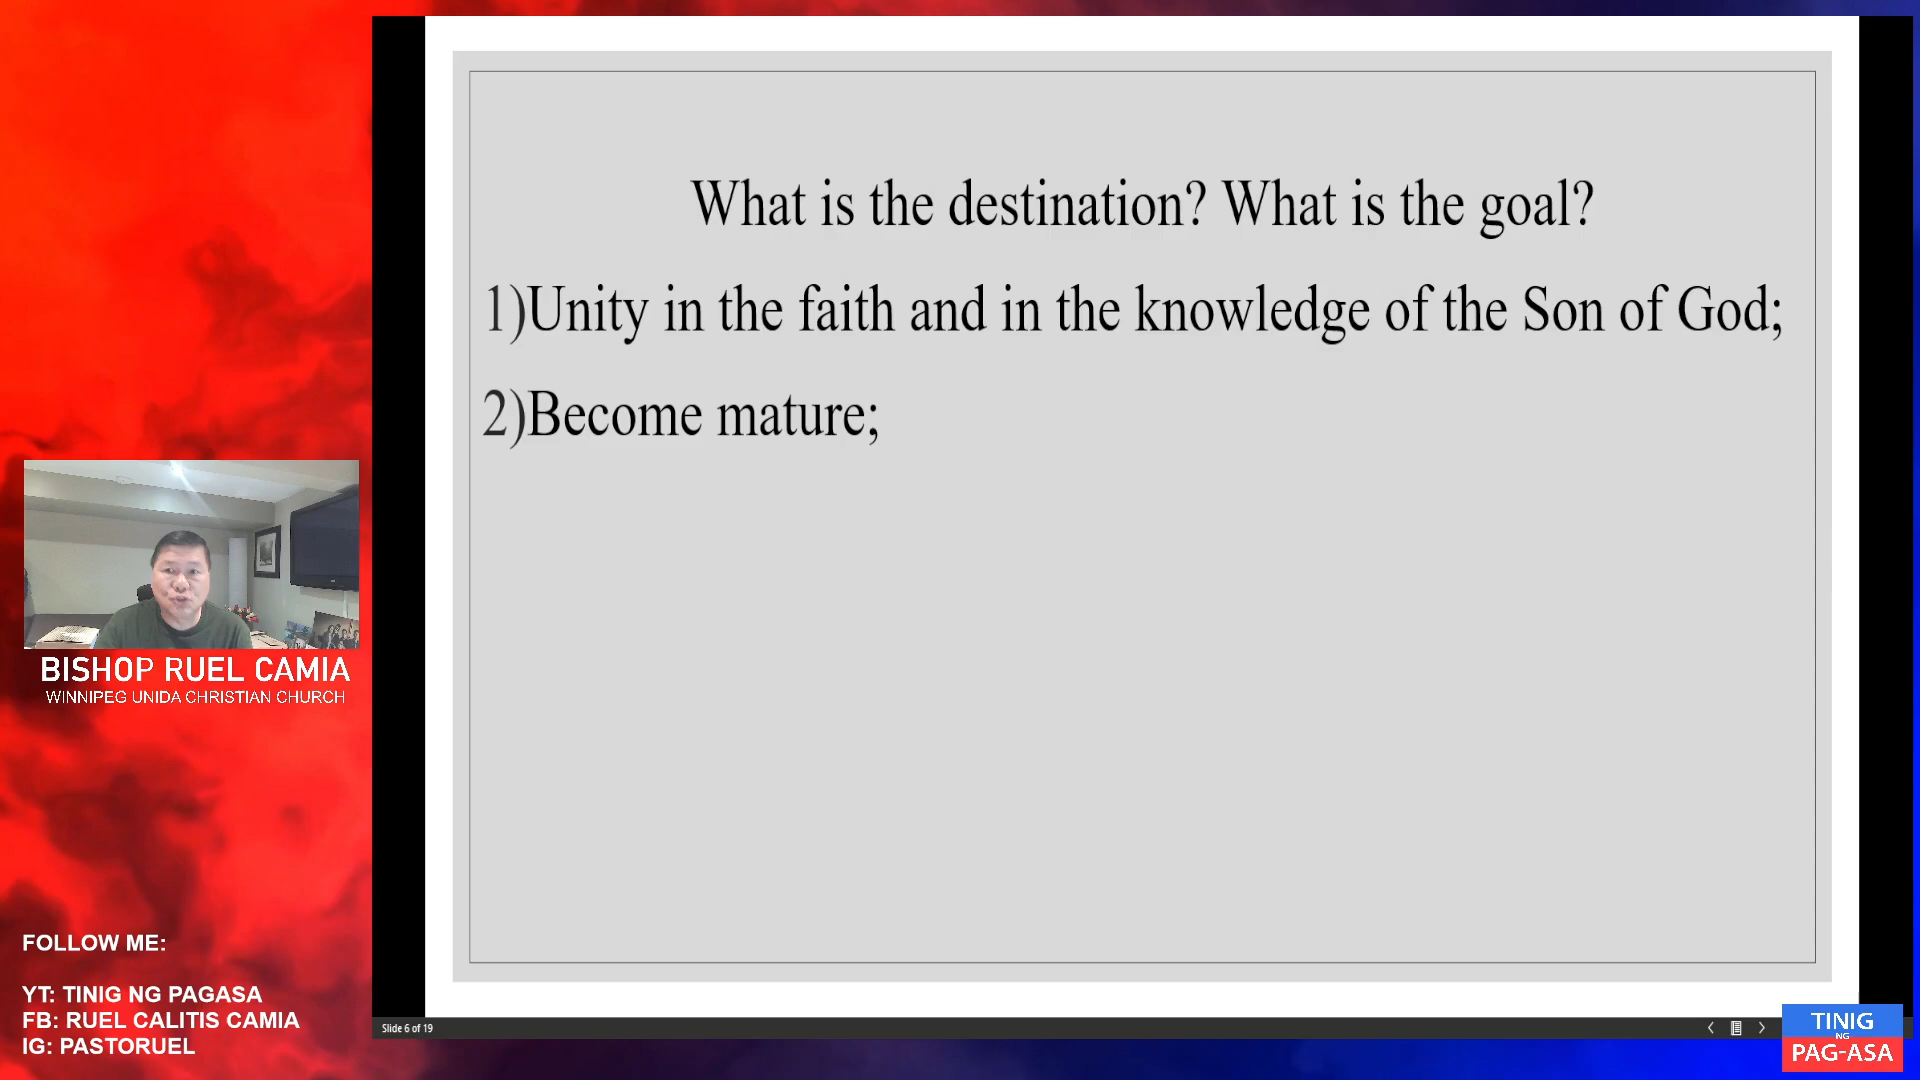 What is the destination? What is the goal?
1)Unity in the faith and in the knowledge of the Son of God;
2)Become mature;
BISHOP RUEL CAMIA
WINNIPEG UNIDA CHRISTIAN CHURCH
FOLLOW ME:
YT: TINIG NG PAGASA
FB: RUEL CALITIS CAMIA
IG: PASTORUEL
Slide 6 of 19
TINIG
NG
PAG-ASA